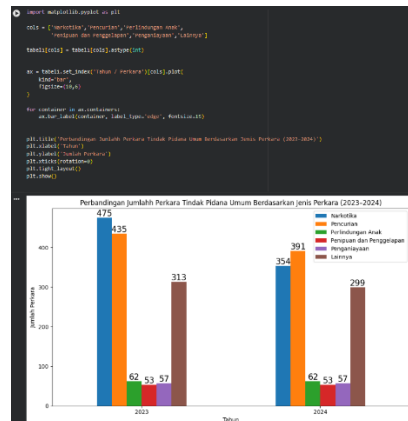 import matplotlib.pyplot as plt
cols = ['Narkotika','Pencurian','Perlindungan Anak',
'Penipuan dan Penggelapan','Penganiayaan','Lainnya']
tabel1[cols] = tabel1[cols].astype(int)
ax = tabel1.set_index('Tahun / Perkara')[cols].plot(
kind="bar",
figsize=(10,6)
)
for container in ax.containers:
ax.bar_label(container, label_type='edge', fontsize=12)
plt.title('Perbandingan Jumlahh Perkara Tindak Pidana Umum Berdasarkan Jenis Perkara (2023–2024)')
plt.xlabel('Tahun')
plt.ylabel('Jumlah Perkara')
plt.xticks(rotation=0)
plt.tight_layout()
plt.show()
Perbandingan Jumlahh Perkara Tindak Pidana Umum Berdasarkan Jenis Perkara (2023–2024)
475
435
62
53
57
313
354
391
62
53
57
299
Narkotika
Pencurian
Perlindungan Anak
Penipuan dan Penggelapan
Penganiayaan
Lainnya
Jumlah Perkara
400
300
200
100
0
2023
2024
Tahun